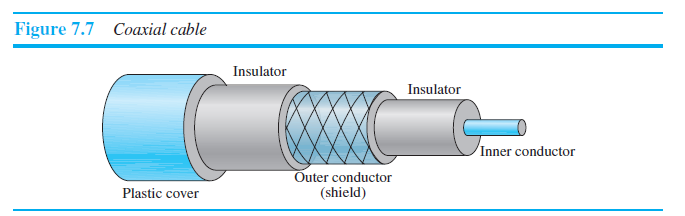 Figure 7.7 Coaxial cable
Insulator
Insulator
Inner conductor
Outer conductor
(shield)
Plastic cover